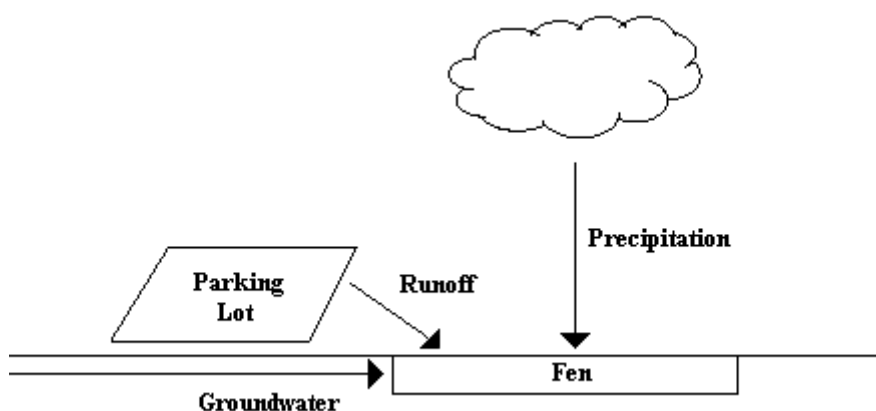 Precipitation
Parking
Lot
Runoff
Fen
Groundwater